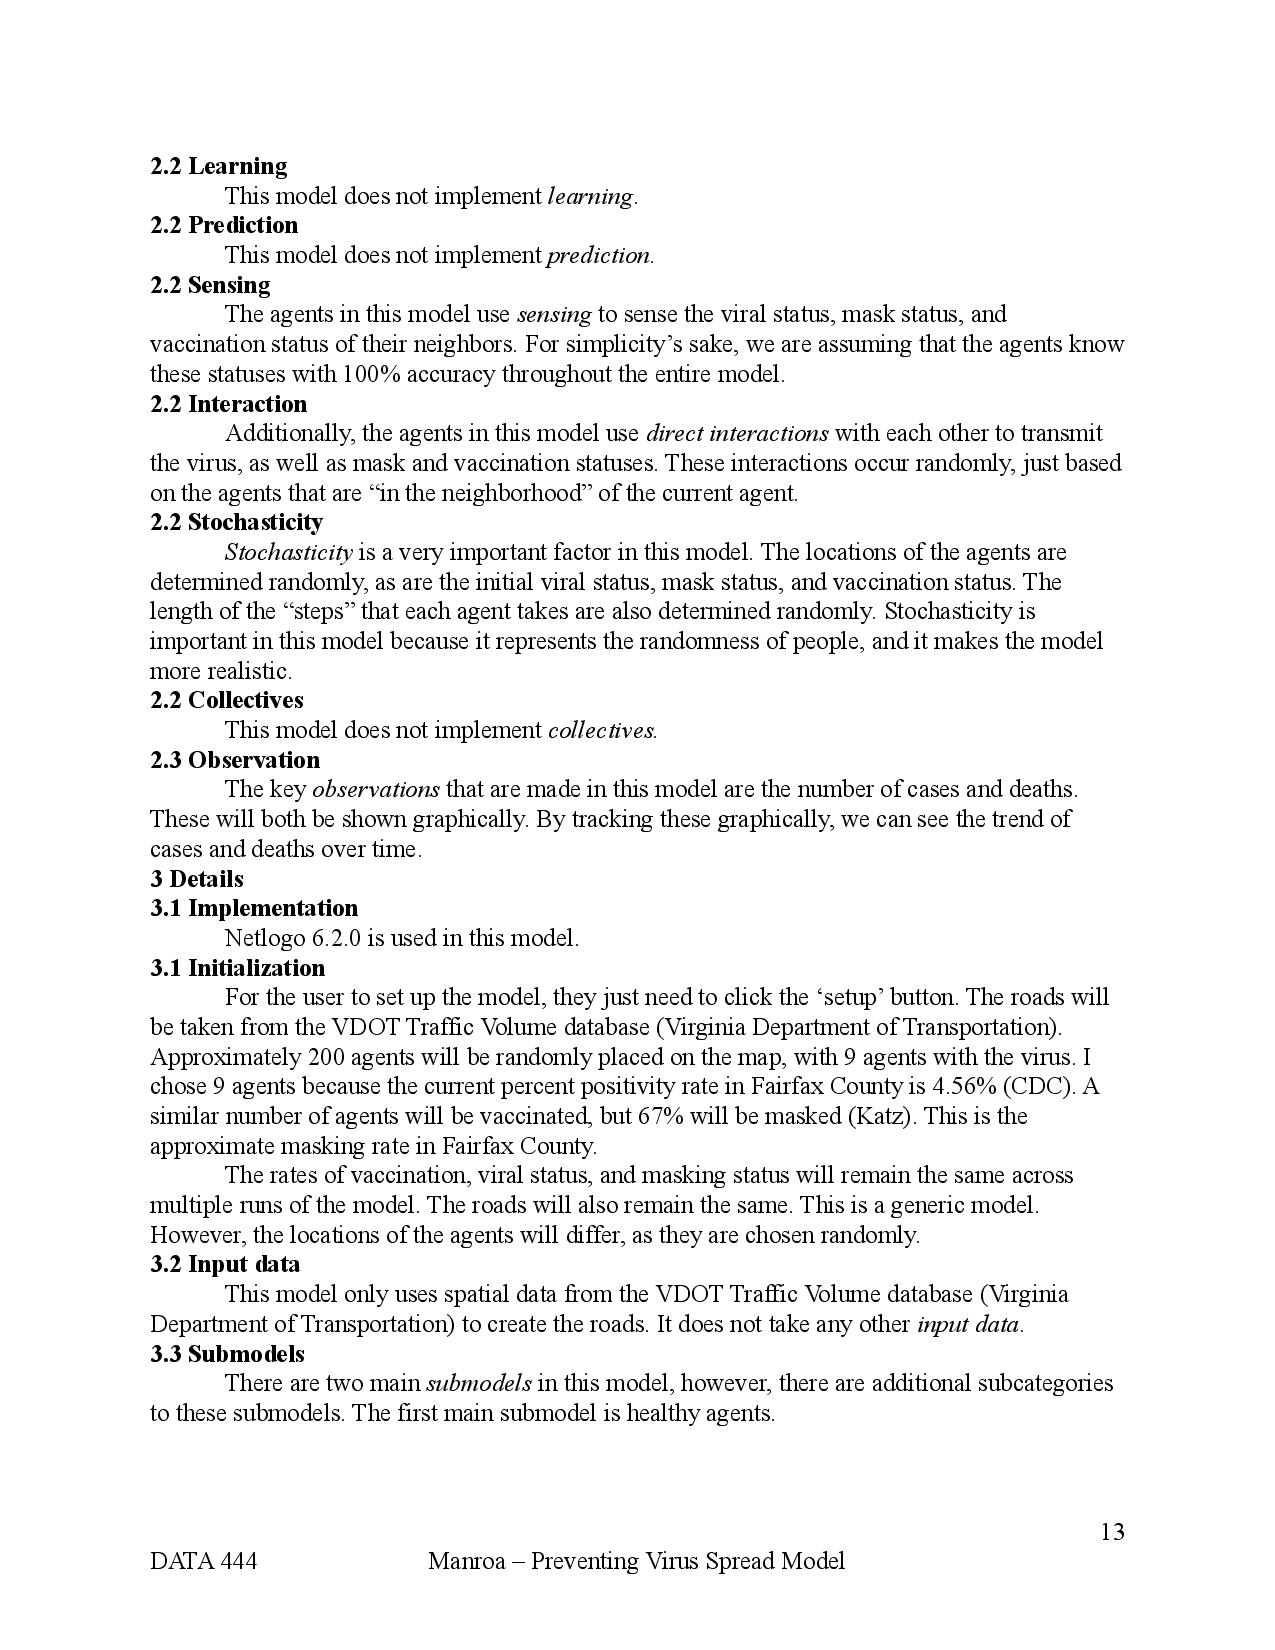 2.2 Learning
This model does not implement learning.
2.2 Prediction
This model does not implement prediction.
2.2 Sensing
The agents in this model use sensing to sense the viral status, mask status, and
vaccination status of their neighbors. For simplicity’s sake, we are assuming that the agents know
these statuses with 100% accuracy throughout the entire model.
2.2 Interaction
Additionally, the agents in this model use direct interactions with each other to transmit
the virus, as well as mask and vaccination statuses. These interactions occur randomly, just based
on the agents that are “in the neighborhood” of the current agent.
2.2 Stochasticity
Stochasticity is a very important factor in this model. The locations of the agents are
determined randomly, as are the initial viral status, mask status, and vaccination status. The
length of the “steps” that each agent takes are also determined randomly. Stochasticity is
important in this model because it represents the randomness of people, and it makes the model
more realistic.
2.2 Collectives
This model does not implement collectives.
2.3 Observation
The key observations that are made in this model are the number of cases and deaths.
These will both be shown graphically. By tracking these graphically, we can see the trend of
cases and deaths over time.
3 Details
3.1 Implementation
Netlogo 6.2.0 is used in this model.
3.1 Initialization
For the user to set up the model, they just need to click the ‘setup’ button. The roads will
be taken from the VDOT Traffic Volume database (Virginia Department of Transportation).
Approximately 200 agents will be randomly placed on the map, with 9 agents with the virus. I
chose 9 agents because the current percent positivity rate in Fairfax County is 4.56% (CDC). A
similar number of agents will be vaccinated, but 67% will be masked (Katz). This is the
approximate masking rate in Fairfax County.
The rates of vaccination, viral status, and masking status will remain the same across
multiple runs of the model. The roads will also remain the same. This is a generic model.
However, the locations of the agents will differ, as they are chosen randomly.
3.2 Input data
This model only uses spatial data from the VDOT Traffic Volume database (Virginia
Department of Transportation) to create the roads. It does not take any other input data.
3.3 Submodels
There are two main submodels in this model, however, there are additional subcategories
to these submodels. The first main submodel is healthy agents.
13
DATA 444 Manroa – Preventing Virus Spread Model